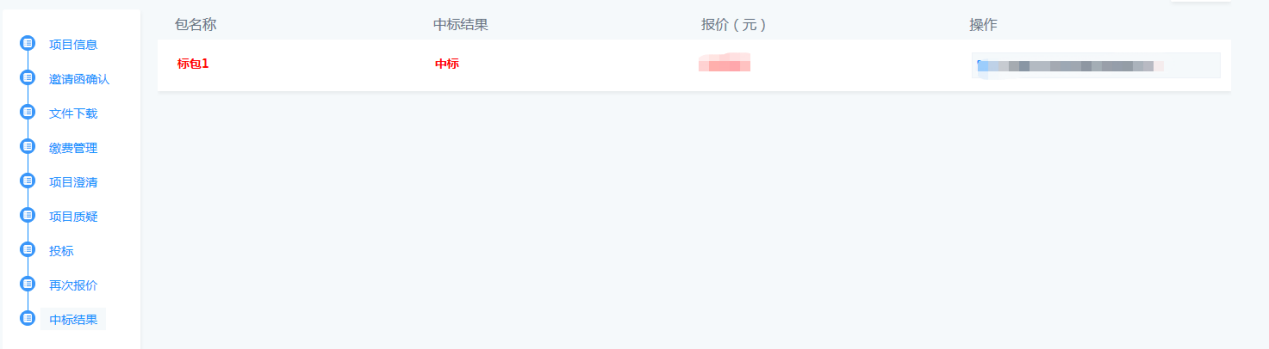 包名称 中标结果 报价（元） 操作
标包1 中标
项目信息
邀请函确认
文件下载
缴费管理
项目澄清
项目质疑
投标
再次报价
中标结果